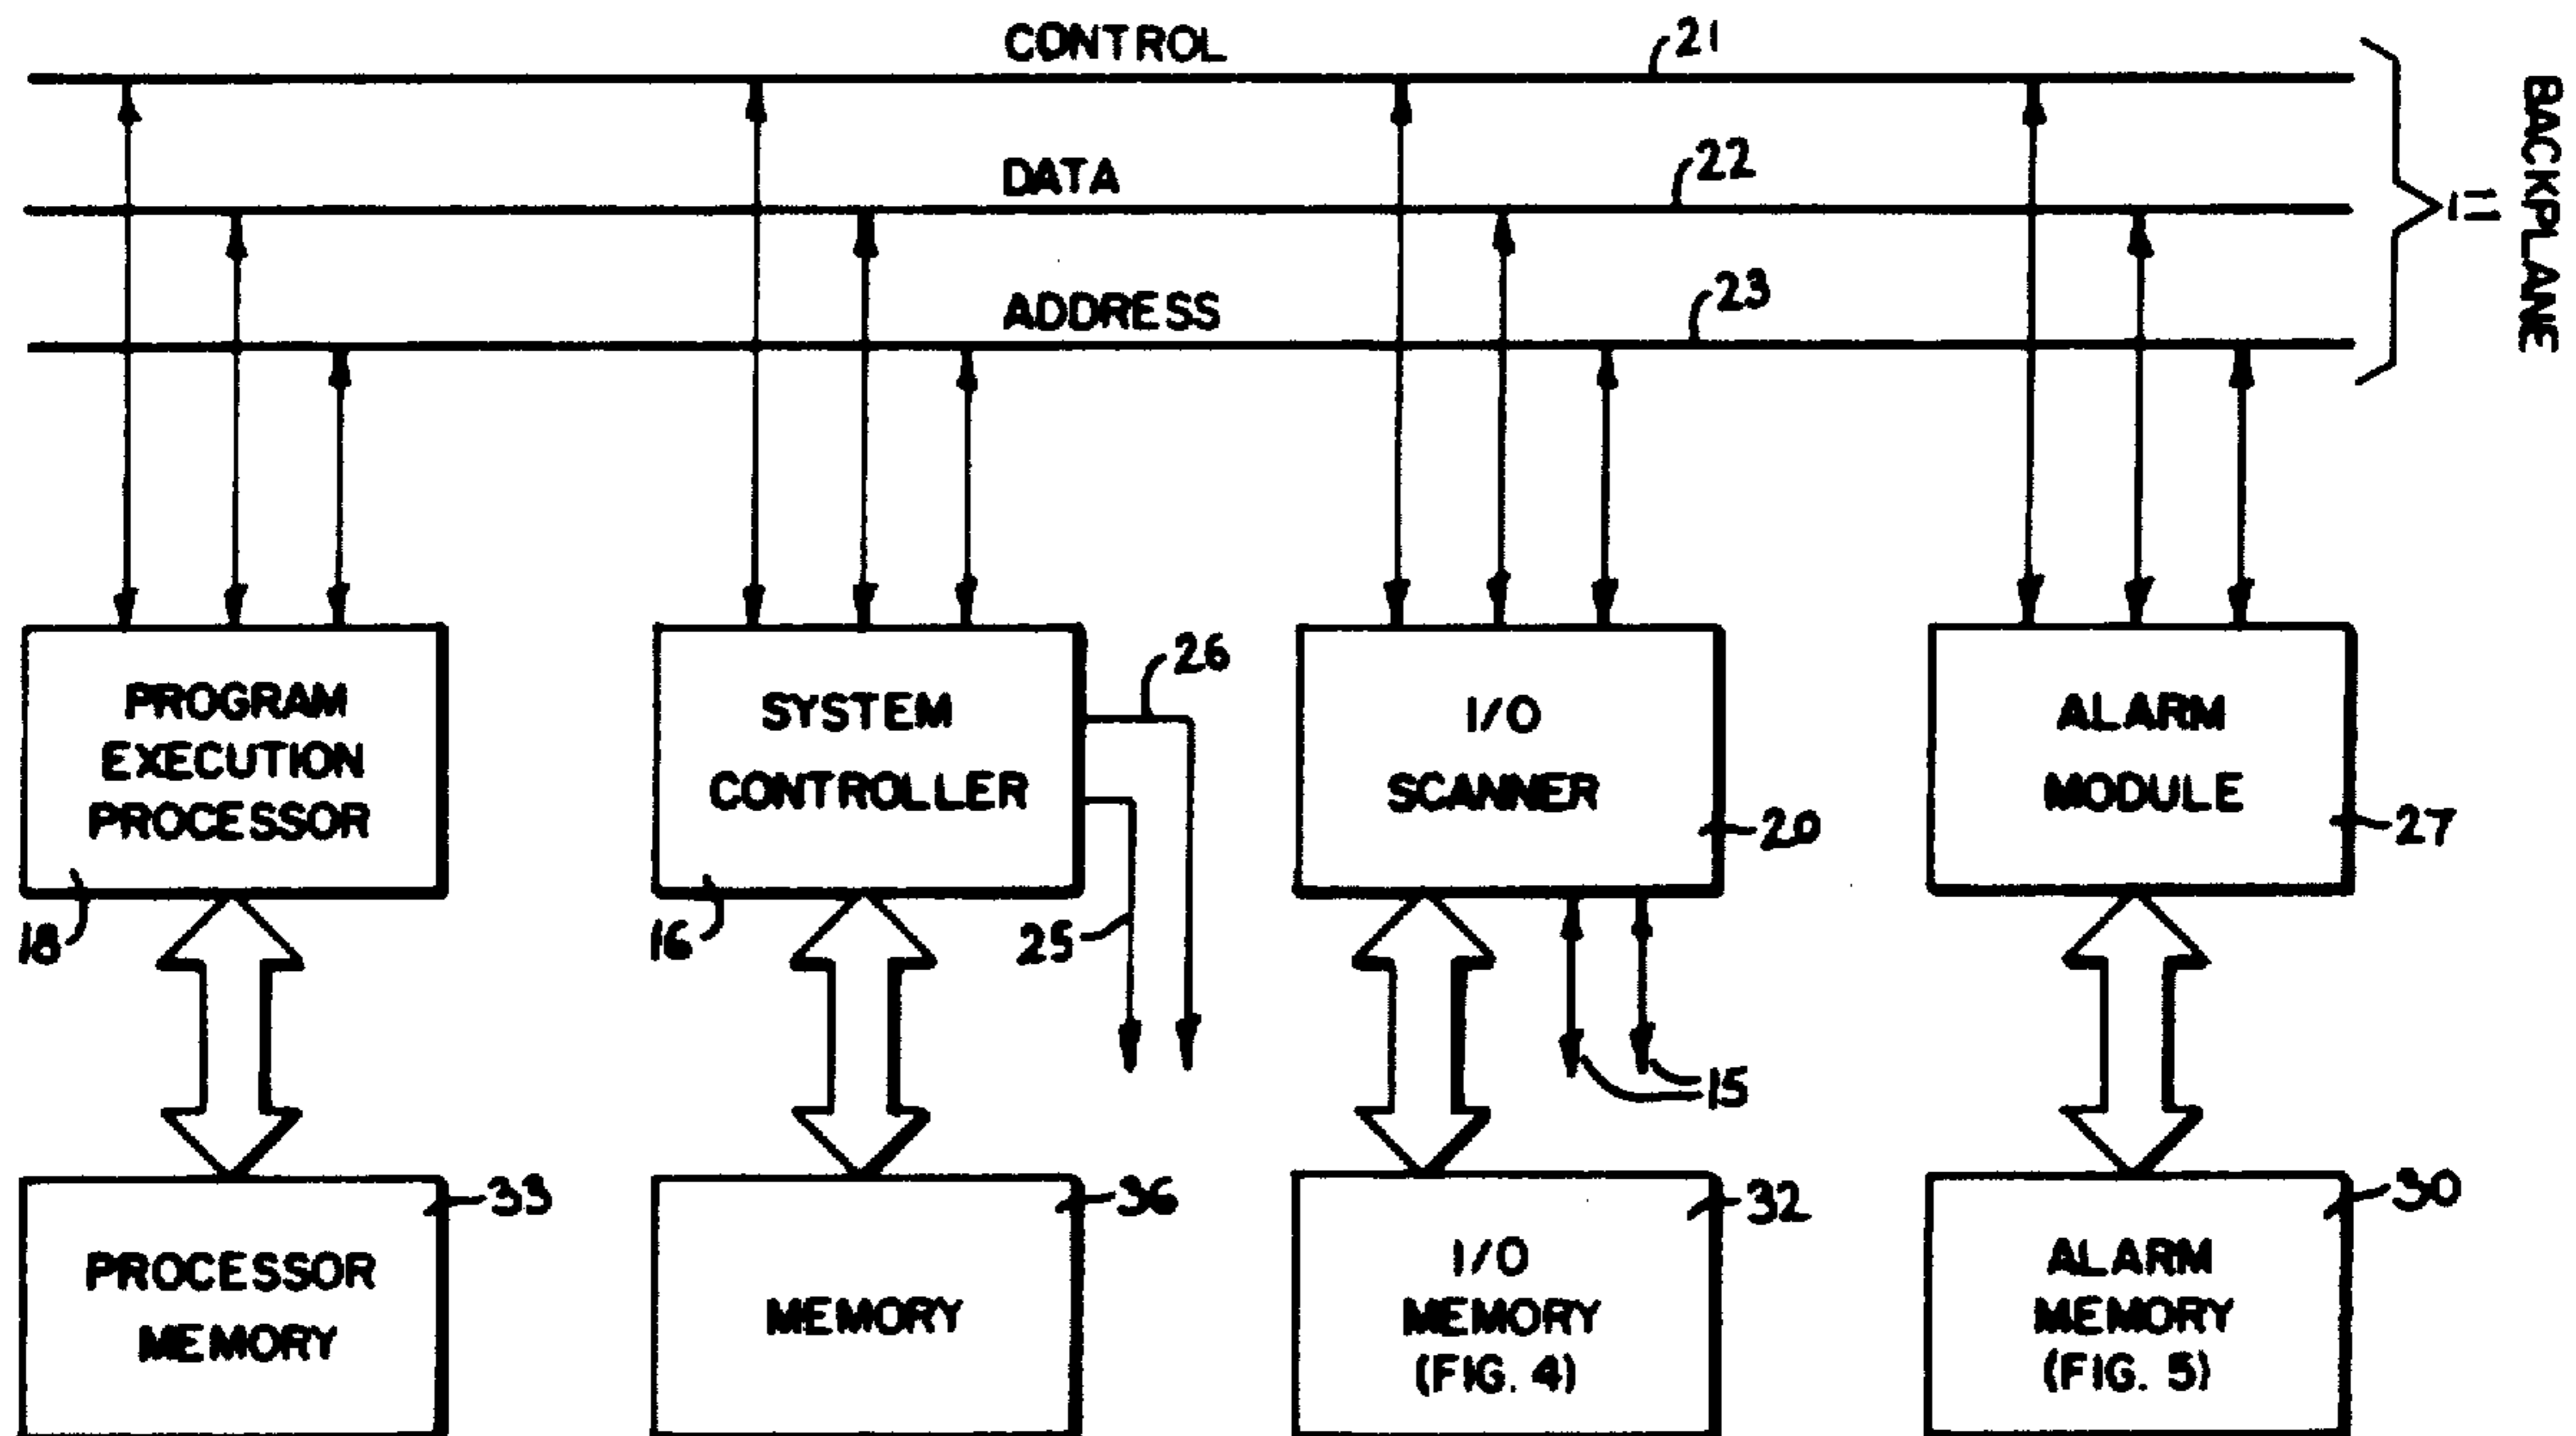 CONTROL
21
DATA
22
ADDRESS
23
11
BACKPLANE
PROGRAM
EXECUTION
PROCESSOR
18
SYSTEM
CONTROLLER
16
26
25
I/O
SCANNER
20
15
ALARM
MODULE
27
PROCESSOR
MEMORY
33
MEMORY
36
I/O
MEMORY
(FIG. 4)
32
ALARM
MEMORY
(FIG. 5)
30